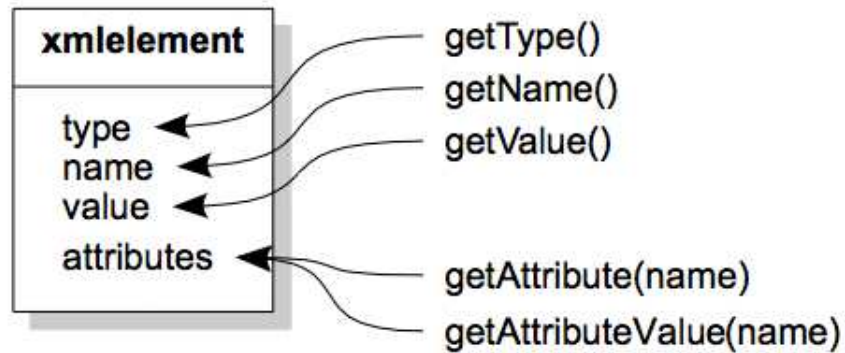 xmlelement
type
name
value
attributes
getType()
getName()
getValue()
getAttribute(name)
getAttributeValue(name)